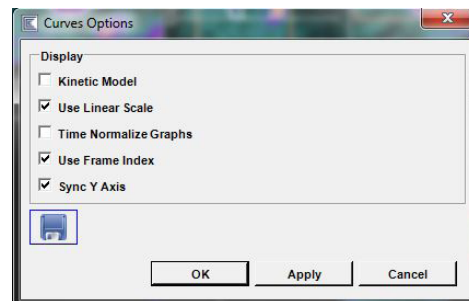 Curves Options
Display
Kinetic Model
Use Linear Scale
Time Normalize Graphs
Use Frame Index
Sync Y Axis
OK
Apply
Cancel